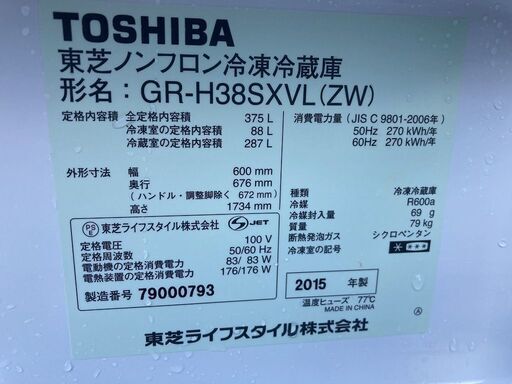 TOSHIBA
東芝ノンフロン冷凍冷蔵庫
形名：GR-H38SXVL(ZW)
定格内容積 全定格内容積 375 L
冷凍室の定格内容積 88 L
冷蔵室の定格内容積 287 L
消費電力量 (JIS C 9801-2006年)
50Hz 270 kWh/年
60Hz 270 kWh/年
外形寸法 幅 600 mm
奥行 676 mm
(ハンドル・調整脚除く 672 mm)
高さ 1734 mm
種類 冷凍冷蔵庫
冷媒 R600a
冷媒封入量 69 g
質量 79 kg
断熱発泡ガス シクロペンタン
冷凍室の記号
PS E 東芝ライフスタイル株式会社 S-JET
定格電圧 100 V
定格周波数 50/60 Hz
電動機の定格消費電力 83/ 83 W
電熱装置の定格消費電力 176/176 W
製造番号 79000793
2015 年製
温度ヒューズ 77℃
MADE IN CHINA
Ⓐ
東芝ライフスタイル株式会社